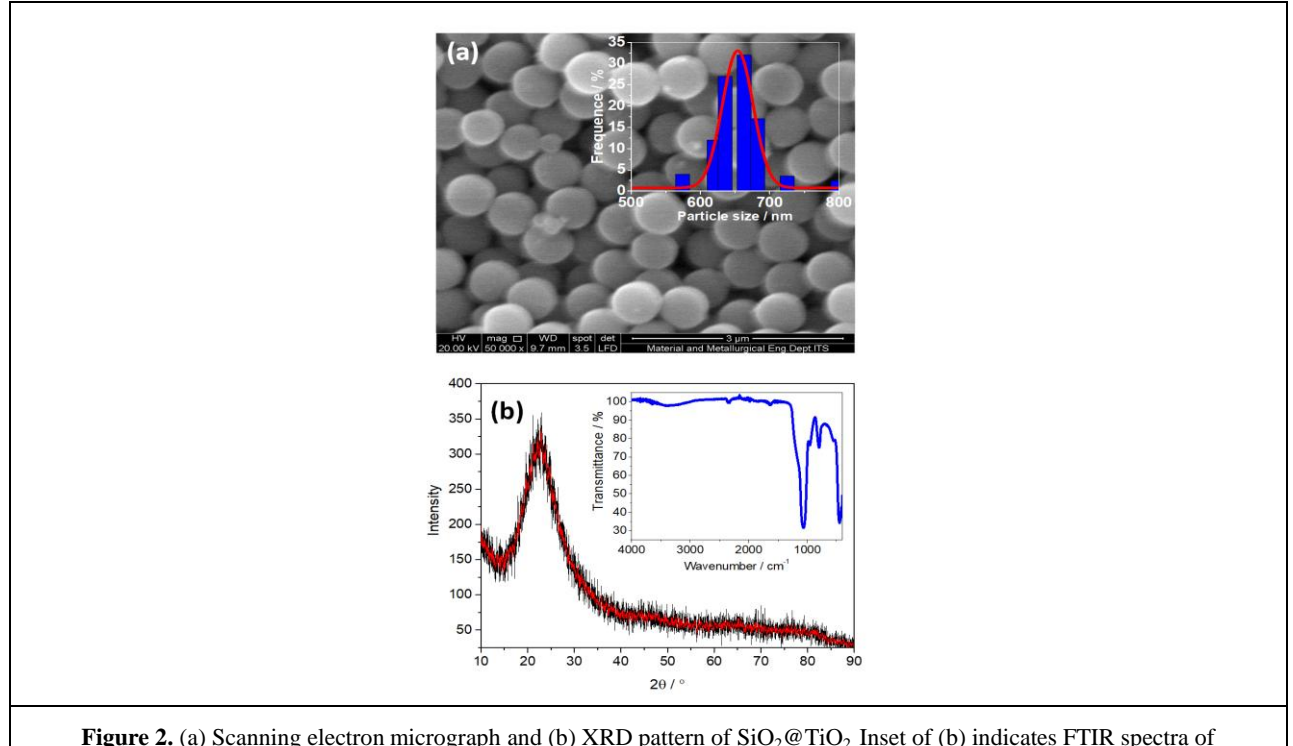 (a)
35
30
25
20
15
10
5
0
Frequence / %
500 600 700 800
Particle size / nm
HV mag □ WD spot det 3 µm
20.00 kV 50 000 x 9.7 mm 3.5 LFD Material and Metallurgical Eng.Dept.ITS
(b)
400
350
300
250
200
150
100
50
Intensity
10 20 30 40 50 60 70 80 90
2θ / °
100
90
80
70
60
50
40
30
Transmittance / %
4000 3000 2000 1000
Wavenumber / cm⁻¹
Figure 2. (a) Scanning electron micrograph and (b) XRD pattern of SiO₂@TiO₂ Inset of (b) indicates FTIR spectra of